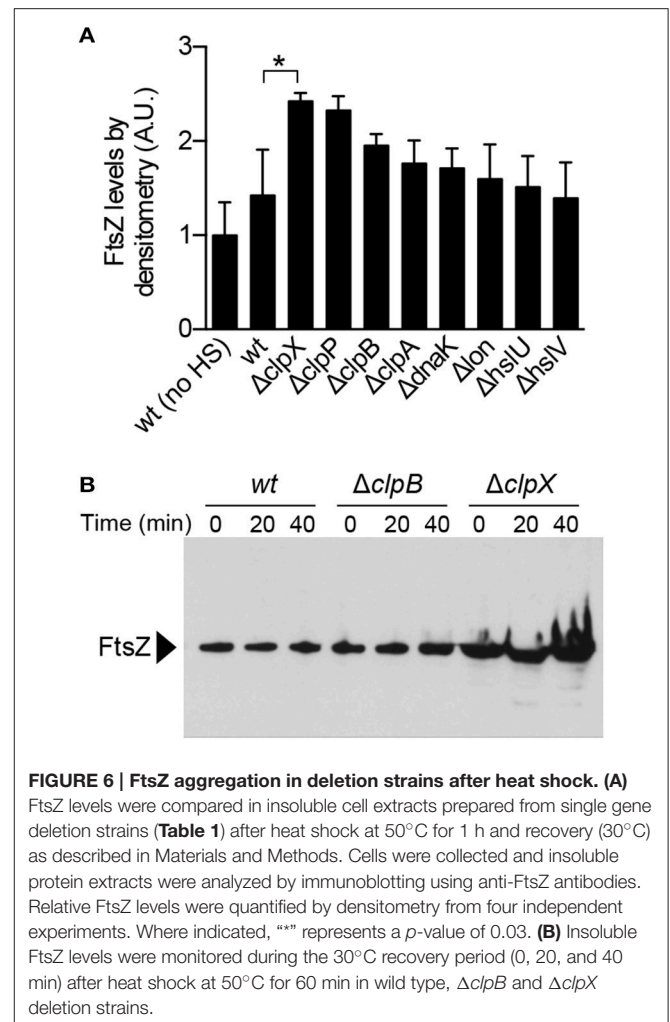 A
FtsZ levels by
densitometry (A.U.)
3
2
1
0
*
wt (no HS)
wt
ΔclpX
ΔclpP
ΔclpB
ΔclpA
ΔdnaK
Δlon
ΔhslU
ΔhslV
B
wt ΔclpB ΔclpX
Time (min) 0 20 40 0 20 40 0 20 40
FtsZ
FIGURE 6 | FtsZ aggregation in deletion strains after heat shock. (A)
FtsZ levels were compared in insoluble cell extracts prepared from single gene
deletion strains (Table 1) after heat shock at 50°C for 1 h and recovery (30°C)
as described in Materials and Methods. Cells were collected and insoluble
protein extracts were analyzed by immunoblotting using anti-FtsZ antibodies.
Relative FtsZ levels were quantified by densitometry from four independent
experiments. Where indicated, “*” represents a p-value of 0.03. (B) Insoluble
FtsZ levels were monitored during the 30°C recovery period (0, 20, and 40
min) after heat shock at 50°C for 60 min in wild type, ΔclpB and ΔclpX
deletion strains.